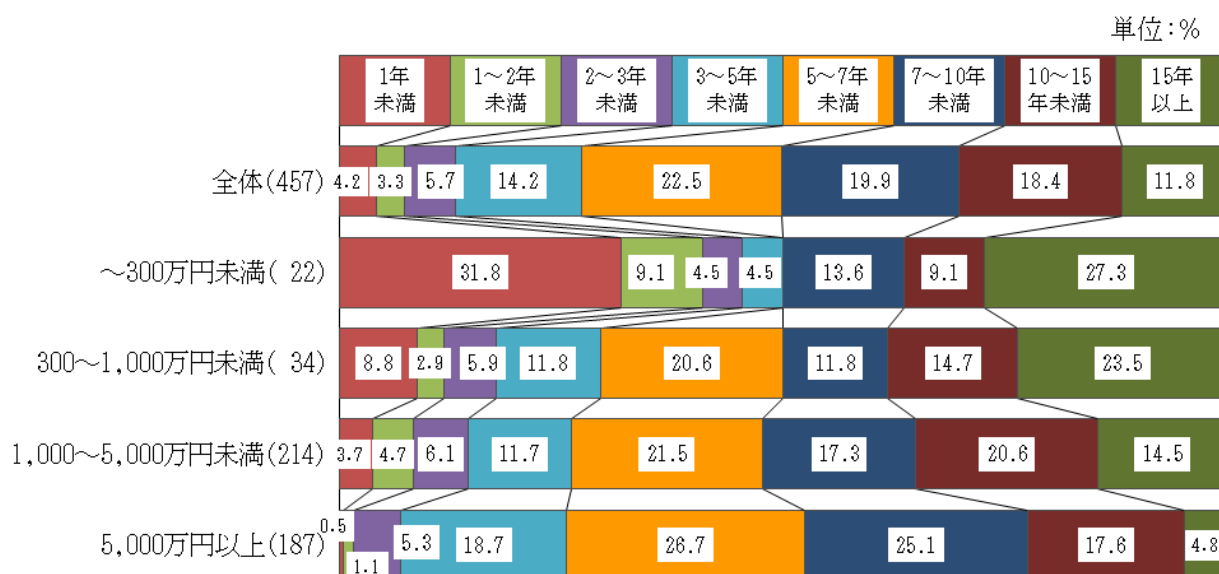 単位:%
1年
未満
1～2年
未満
2～3年
未満
3～5年
未満
5～7年
未満
7～10年
未満
10～15
年未満
15年
以上
全体(457) 4.2 3.3 5.7 14.2 22.5 19.9 18.4 11.8
～300万円未満( 22) 31.8 9.1 4.5 4.5 13.6 9.1 27.3
300～1,000万円未満( 34) 8.8 2.9 5.9 11.8 20.6 11.8 14.7 23.5
1,000～5,000万円未満(214) 3.7 4.7 6.1 11.7 21.5 17.3 20.6 14.5
5,000万円以上(187) 0.5 1.1 5.3 18.7 26.7 25.1 17.6 4.8